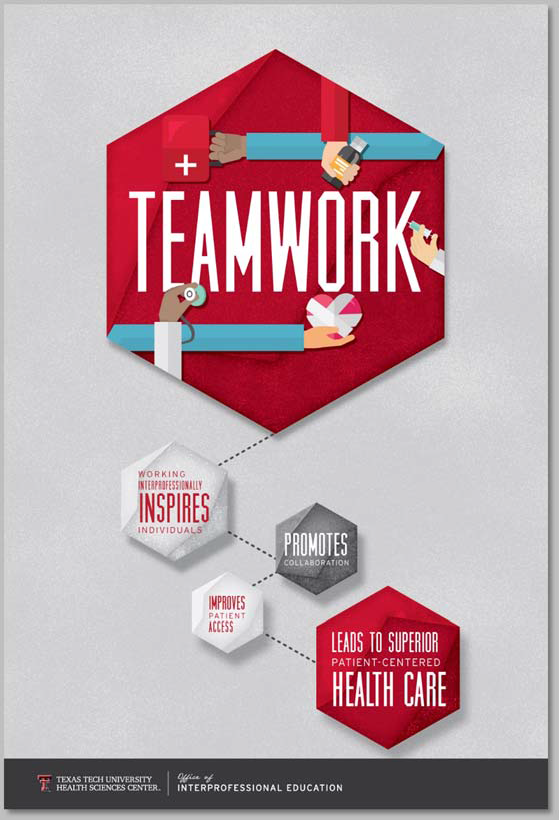 TEAMWORK
WORKING
INTERPROFESSIONALLY
INSPIRES
INDIVIDUALS
PROMOTES
COLLABORATION
IMPROVES
PATIENT
ACCESS
LEADS TO SUPERIOR
PATIENT-CENTERED
HEALTH CARE
TEXAS TECH UNIVERSITY
HEALTH SCIENCES CENTER.
Office of
INTERPROFESSIONAL EDUCATION